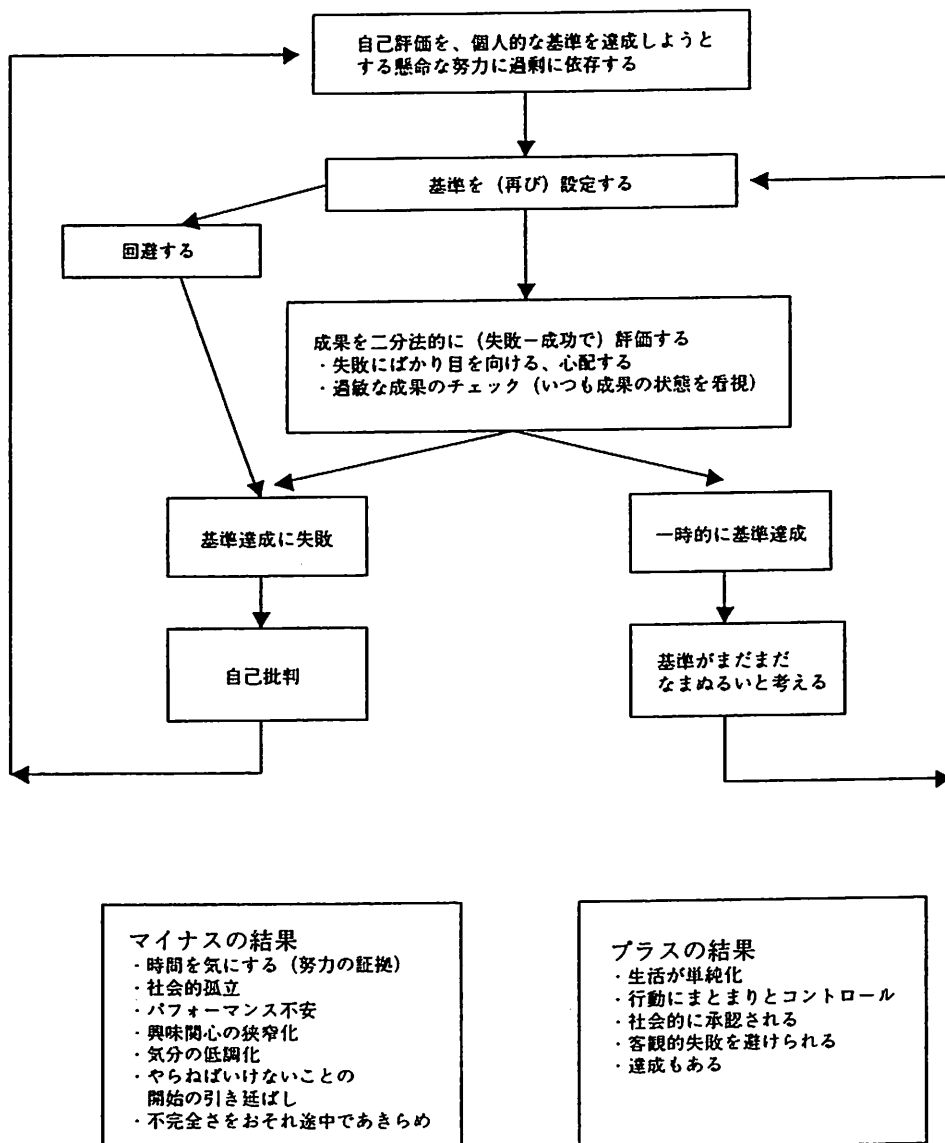 自己評価を、個人的な基準を達成しようと
する懸命な努力に過剰に依存する
基準を（再び）設定する
回避する
成果を二分法的に（失敗－成功で）評価する
・失敗にばかり目を向ける、心配する
・過敏な成果のチェック（いつも成果の状態を看視）
基準達成に失敗
一時的に基準達成
自己批判
基準がまだまだ
なまぬるいと考える
マイナスの結果
・時間を気にする（努力の証拠）
・社会的孤立
・パフォーマンス不安
・興味関心の狭窄化
・気分の低調化
・やらねばいけないことの
開始の引き延ばし
・不完全さをおそれ途中であきらめ
プラスの結果
・生活が単純化
・行動にまとまりとコントロール
・社会的に承認される
・客観的失敗を避けられる
・達成もある